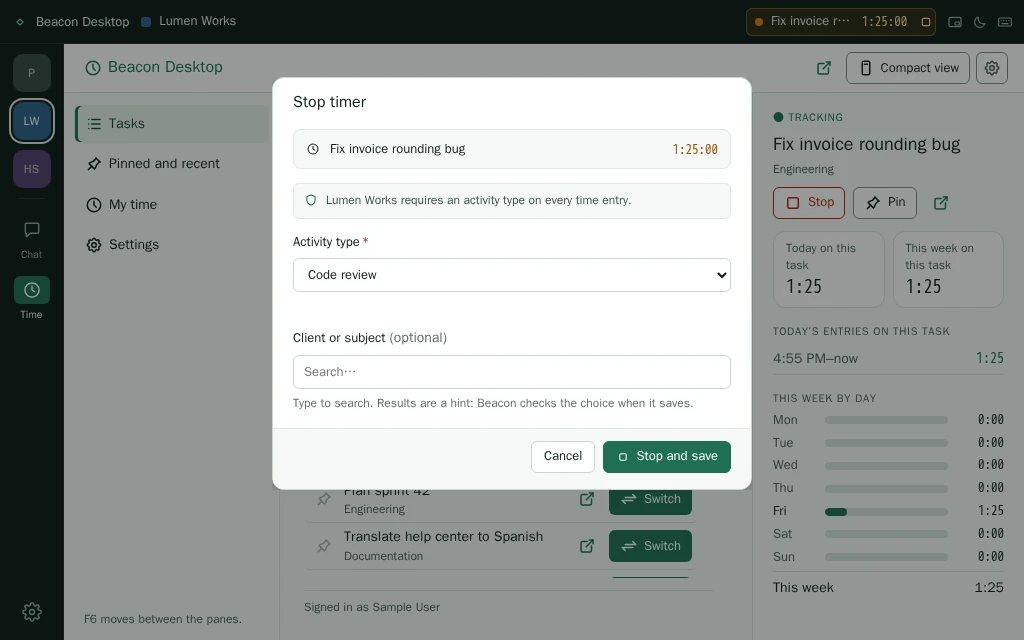 Beacon Desktop
Lumen Works
Fix invoice r…
1:25:00
P
LW
HS
Chat
Time
Beacon Desktop
Compact view
Tasks
Pinned and recent
My time
Settings
F6 moves between the panes.
Stop timer
Fix invoice rounding bug
1:25:00
Lumen Works requires an activity type on every time entry.
Activity type *
Code review
Client or subject (optional)
Search…
Type to search. Results are a hint: Beacon checks the choice when it saves.
Cancel
Stop and save
Plan sprint 42
Engineering
Switch
Translate help center to Spanish
Documentation
Switch
Signed in as Sample User
TRACKING
Fix invoice rounding bug
Engineering
Stop
Pin
Today on this
task
1:25
This week on
this task
1:25
TODAY'S ENTRIES ON THIS TASK
4:55 PM–now
1:25
THIS WEEK BY DAY
Mon 0:00
Tue 0:00
Wed 0:00
Thu 0:00
Fri 1:25
Sat 0:00
Sun 0:00
This week 1:25